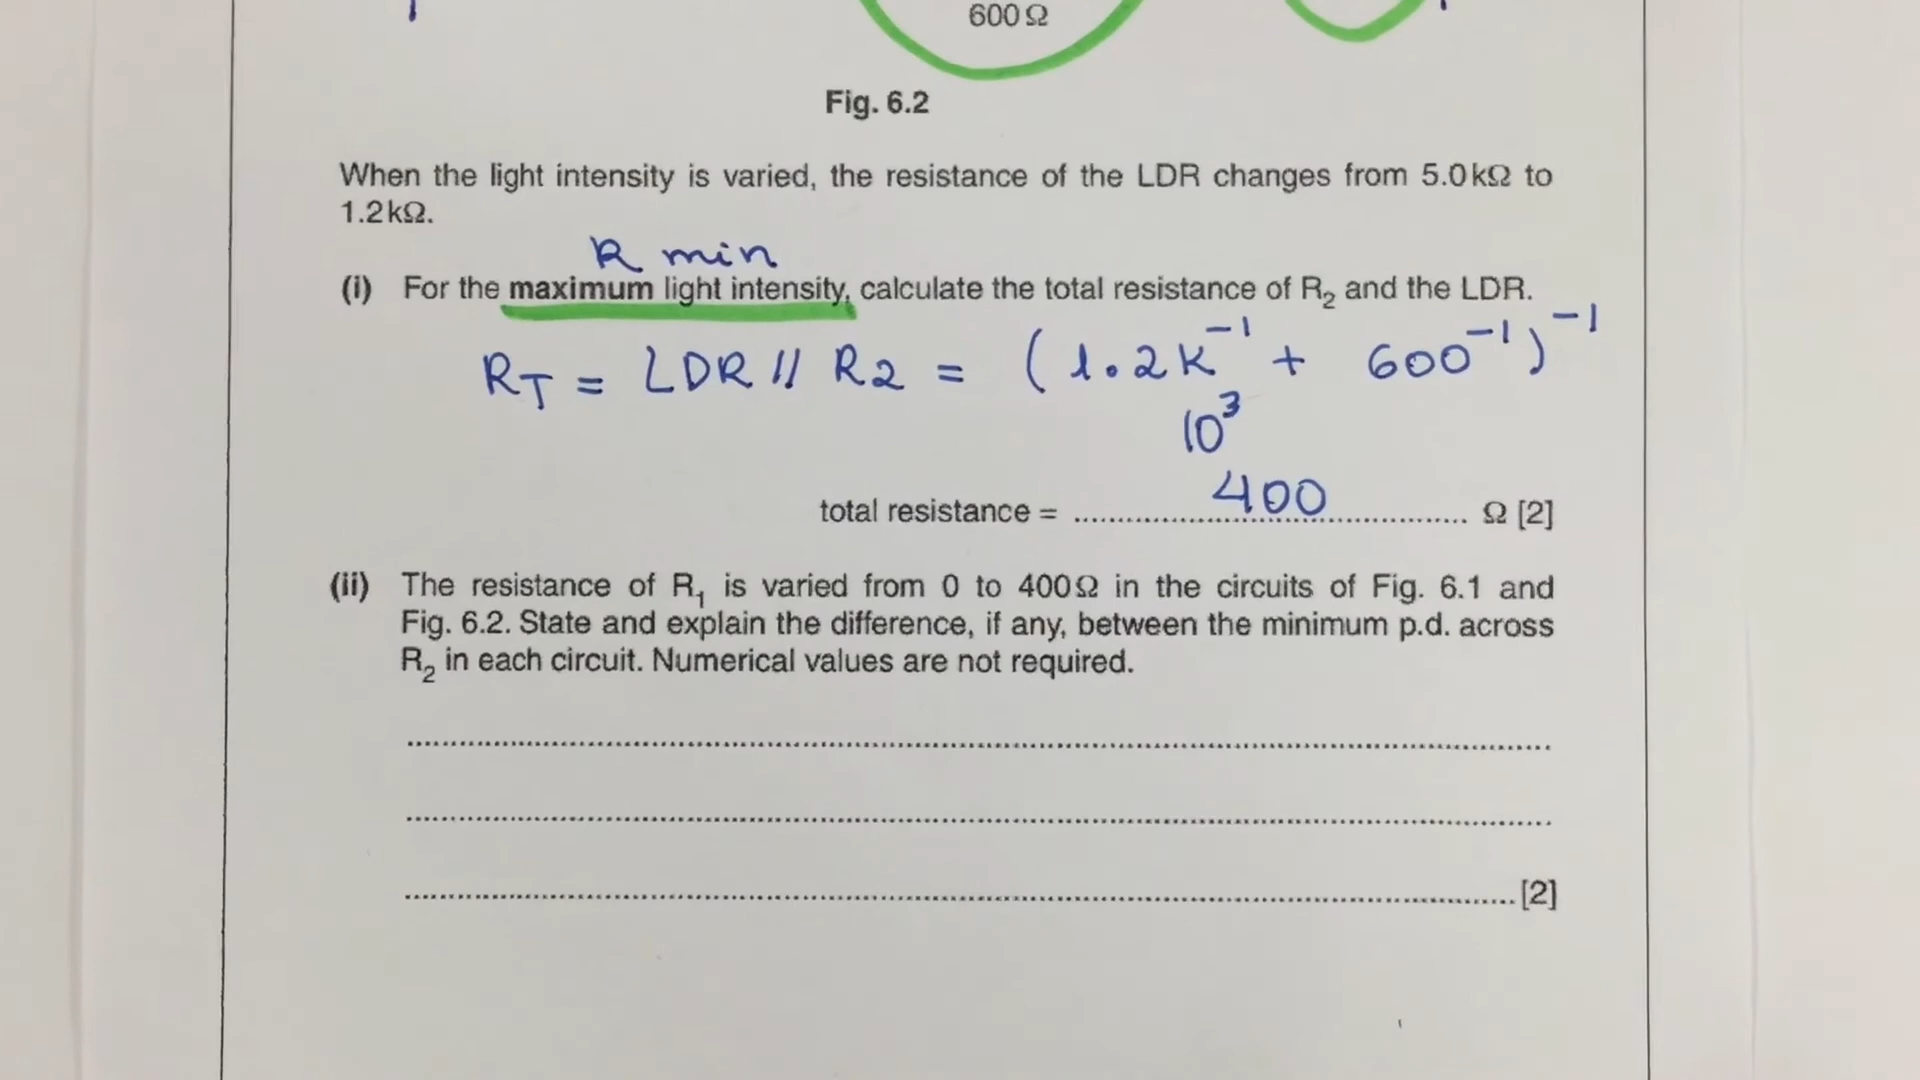 600 Ω
Fig. 6.2
When the light intensity is varied, the resistance of the LDR changes from 5.0 kΩ to
1.2 kΩ.
R min
(i) For the maximum light intensity, calculate the total resistance of R₂ and the LDR.
RT = LDR // R2 = (1.2K⁻¹ + 600⁻¹)⁻¹
10³
400
total resistance = ........................................ Ω [2]
(ii) The resistance of R₁ is varied from 0 to 400 Ω in the circuits of Fig. 6.1 and
Fig. 6.2. State and explain the difference, if any, between the minimum p.d. across
R₂ in each circuit. Numerical values are not required.
[2]